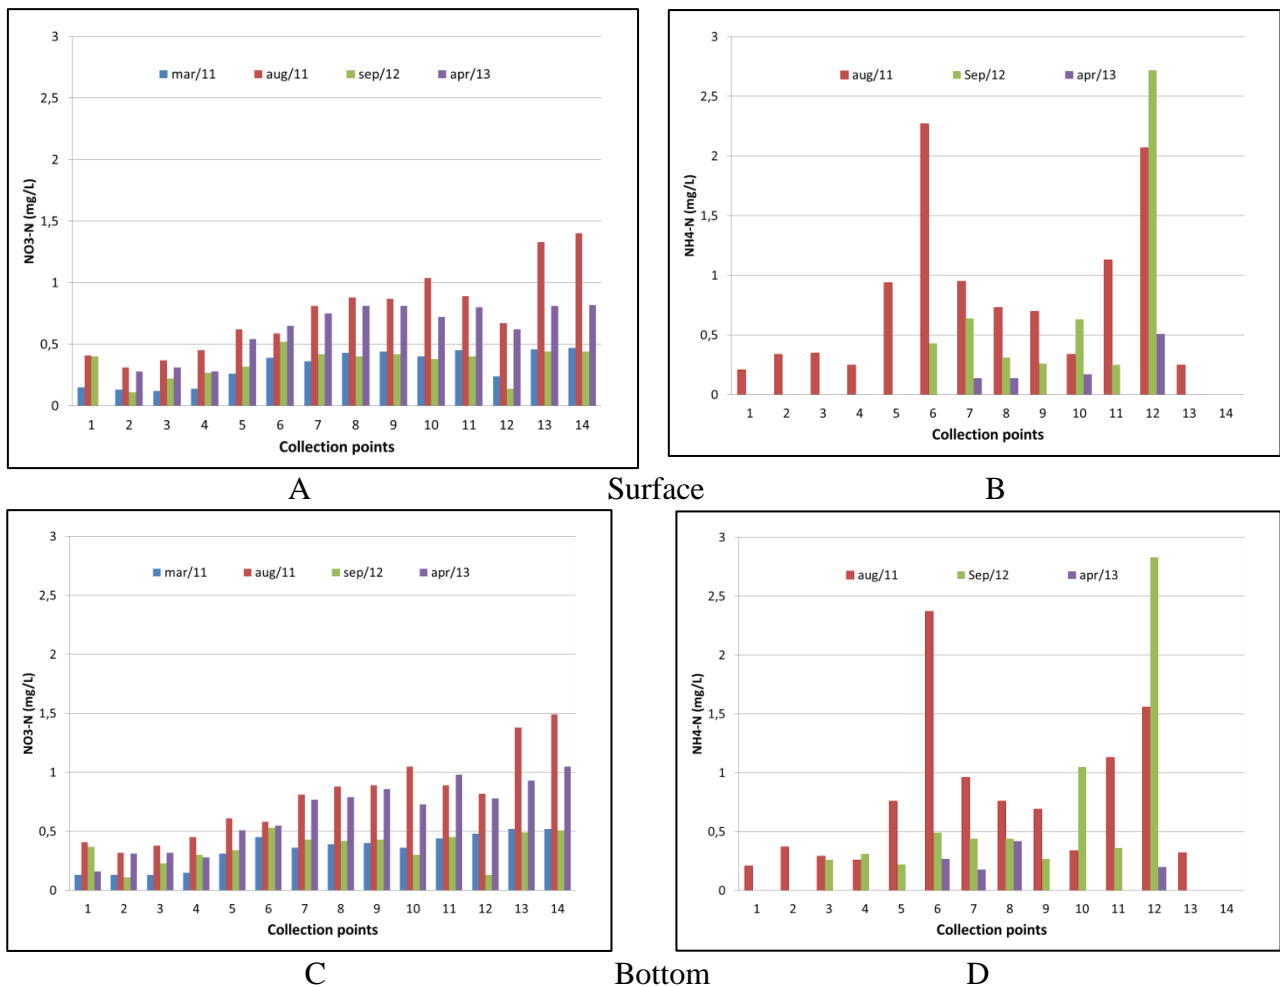 3
2,5
2
1,5
1
0,5
0
NO3-N (mg/L)
mar/11 aug/11 sep/12 apr/13
1 2 3 4 5 6 7 8 9 10 11 12 13 14
Collection points
3
2,5
2
1,5
1
0,5
0
NH4-N (mg/L)
aug/11 Sep/12 apr/13
1 2 3 4 5 6 7 8 9 10 11 12 13 14
Collection points
A Surface B
3
2,5
2
1,5
1
0,5
0
NO3-N (mg/L)
mar/11 aug/11 sep/12 apr/13
1 2 3 4 5 6 7 8 9 10 11 12 13 14
Collection points
3
2,5
2
1,5
1
0,5
0
NH4-N (mg/L)
aug/11 Sep/12 apr/13
1 2 3 4 5 6 7 8 9 10 11 12 13 14
Collection points
C Bottom D